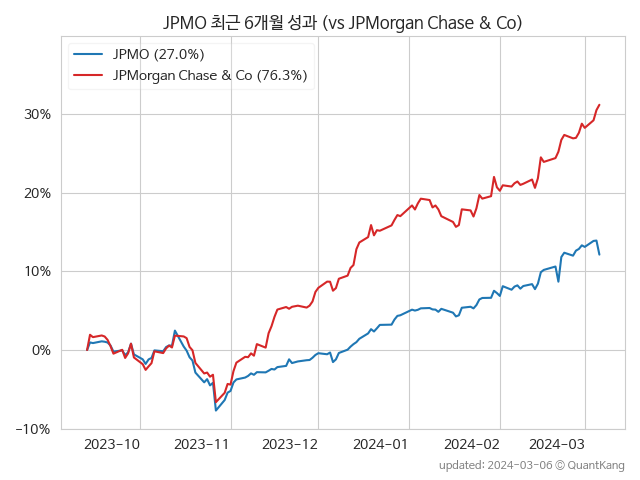 JPMO 최근 6개월 성과 (vs JPMorgan Chase & Co)
JPMO (27.0%)
JPMorgan Chase & Co (76.3%)
30%
20%
10%
0%
−10%
2023-10
2023-11
2023-12
2024-01
2024-02
2024-03
updated: 2024-03-06 © QuantKang